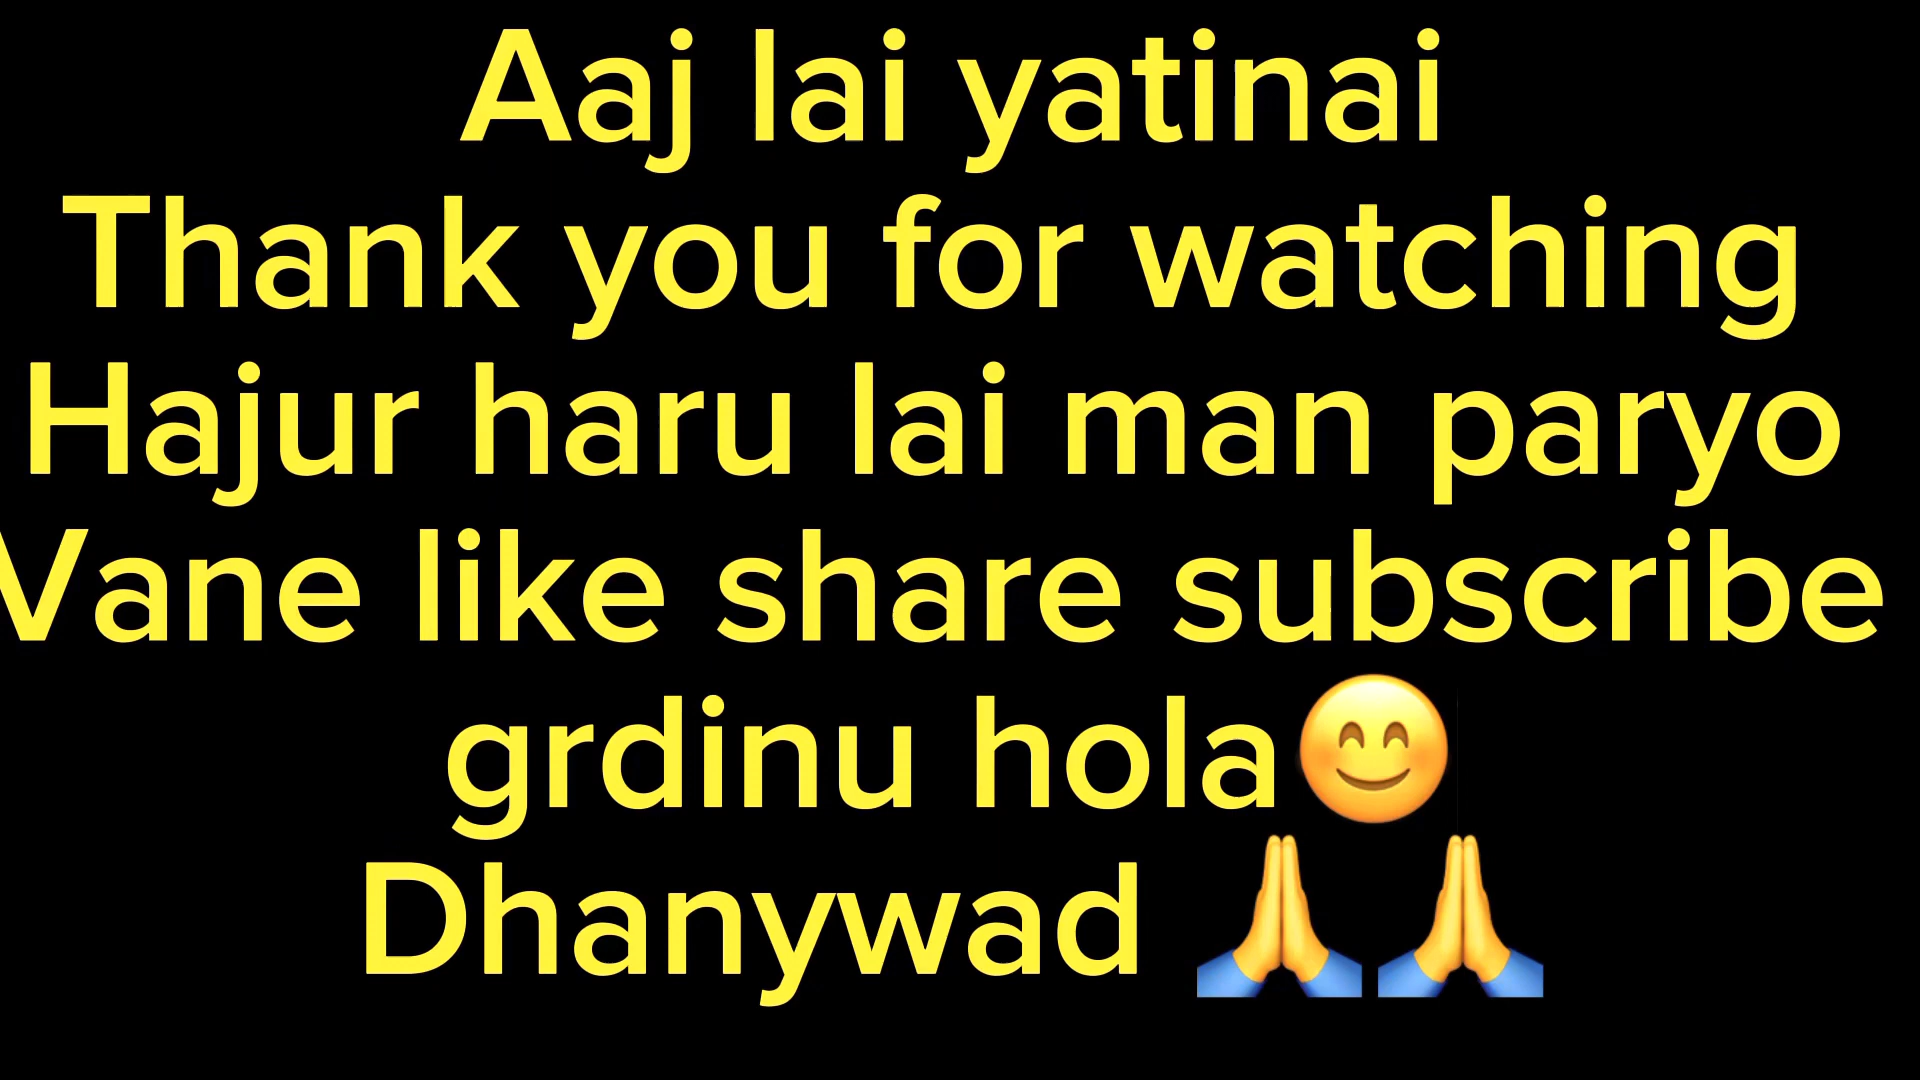 Aaj lai yatinai
Thank you for watching
Hajur haru lai man paryo
Vane like share subscribe
grdinu hola😊
Dhanywad 🙏🙏